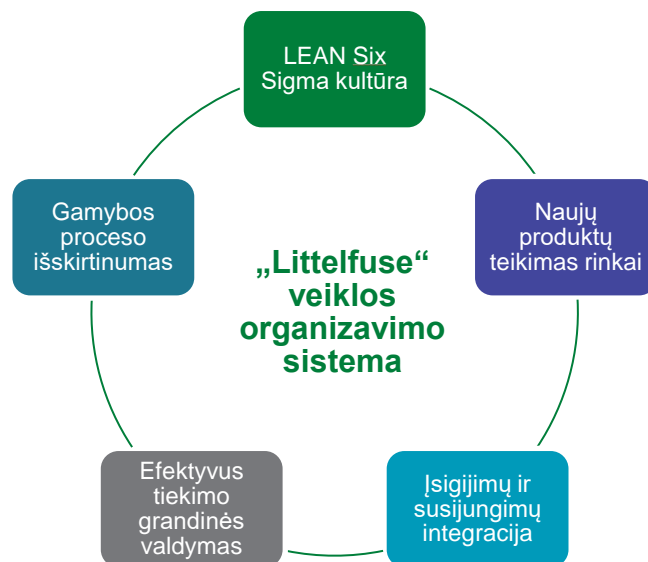 LEAN Six
Sigma kultūra
Gamybos
proceso
išskirtinumas
Naujų
produktų
teikimas rinkai
„Littelfuse“
veiklos
organizavimo
sistema
Efektyvus
tiekimo
grandinės
valdymas
Įsigijimų ir
susijungimų
integracija